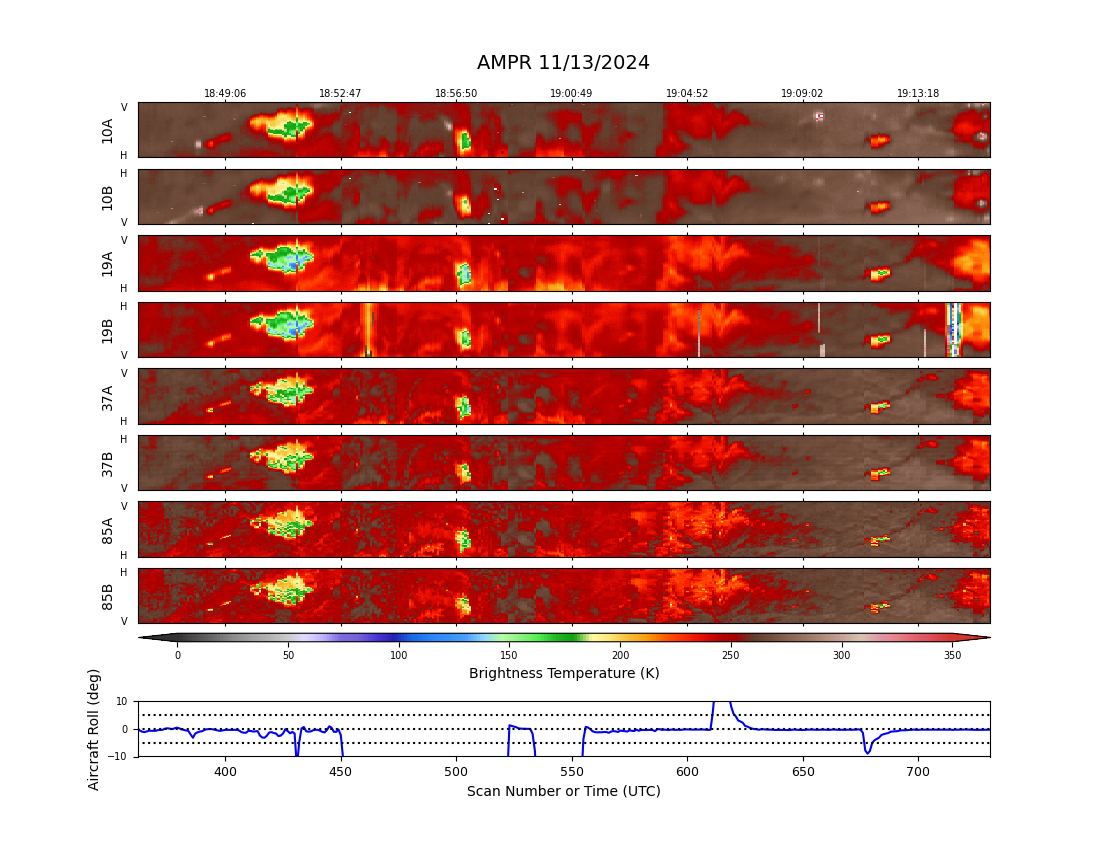 AMPR 11/13/2024
18:49:06 18:52:47 18:56:50 19:00:49 19:04:52 19:09:02 19:13:18
V
10A
H
H
10B
V
V
19A
H
H
19B
V
V
37A
H
H
37B
V
V
85A
H
H
85B
V
0 50 100 150 200 250 300 350
Brightness Temperature (K)
Aircraft Roll (deg)
10
0
−10
400 450 500 550 600 650 700
Scan Number or Time (UTC)